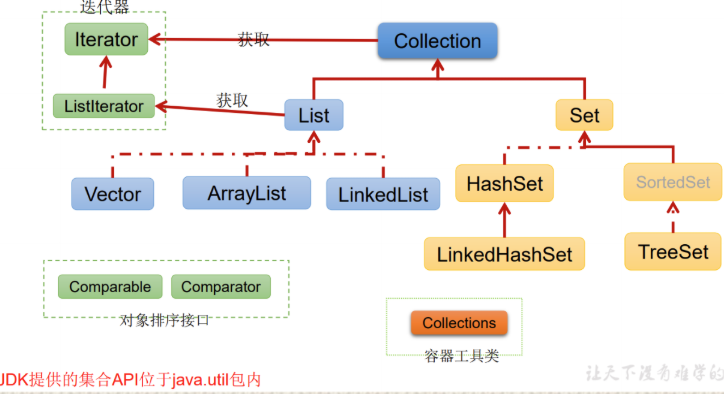 迭代器
Iterator
获取
Collection
ListIterator
获取
List
Set
Vector
ArrayList
LinkedList
HashSet
SortedSet
LinkedHashSet
TreeSet
Comparable
Comparator
对象排序接口
Collections
容器工具类
JDK提供的集合API位于java.util包内
让天下没有难学的